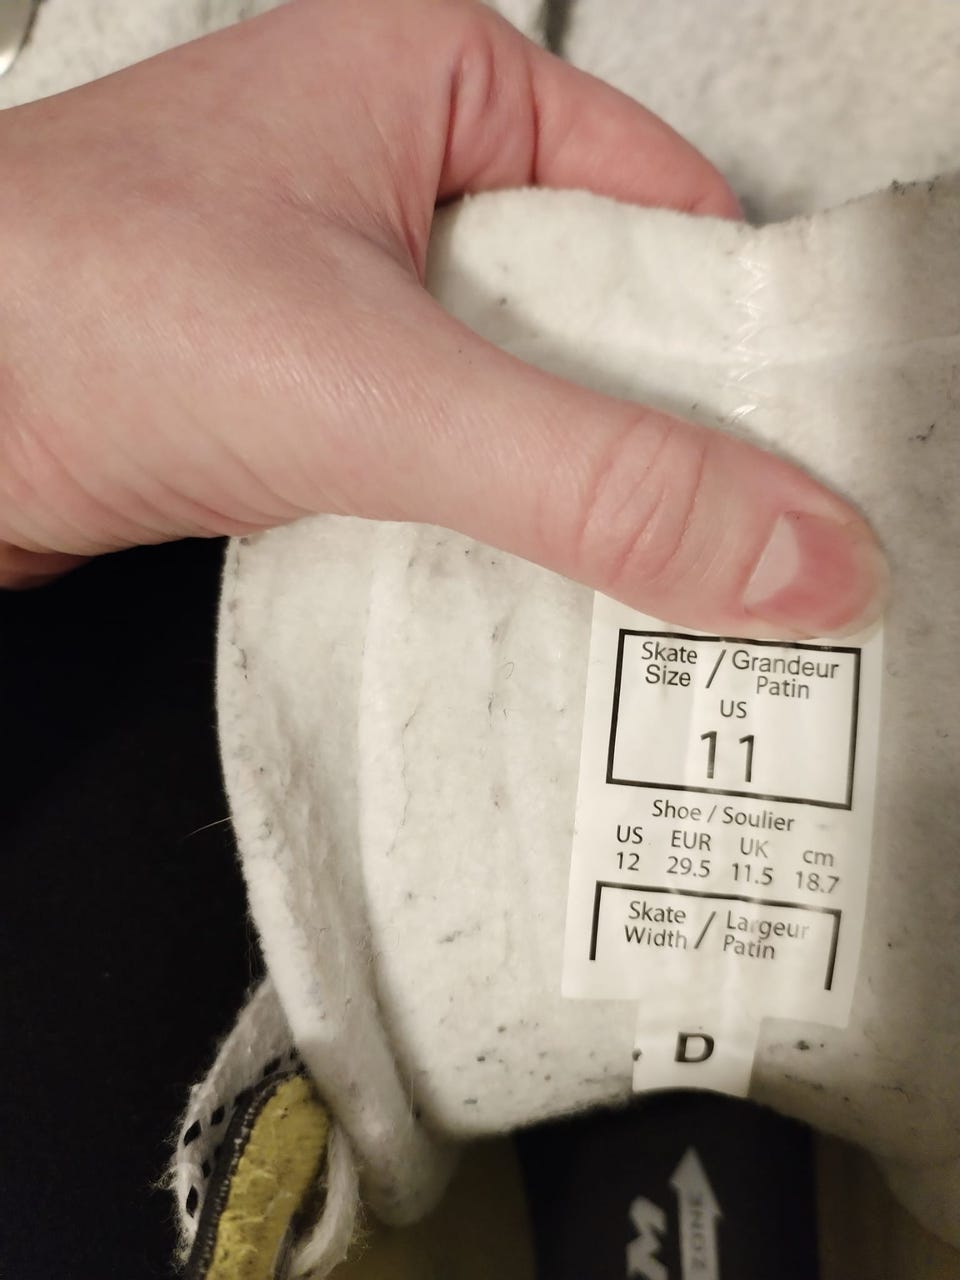 Skate / Grandeur
Size Patin
US
11
Shoe / Soulier
US EUR UK cm
12 29.5 11.5 18.7
Skate / Largeur
Width Patin
D
ZONE